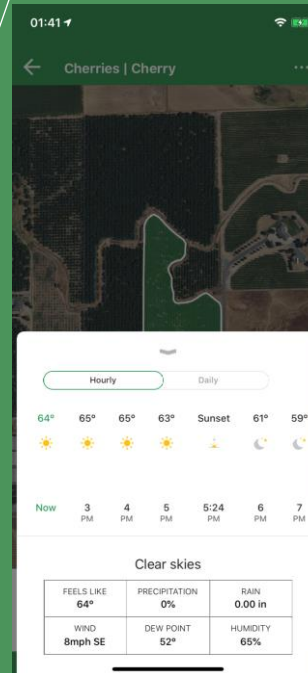 01:41
Cherries | Cherry
Hourly Daily
64° 65° 65° 63° Sunset 61° 59°
Now 3 PM 4 PM 5 PM 5:24 PM 6 PM 7 PM
Clear skies
FEELS LIKE PRECIPITATION RAIN
64° 0% 0.00 in
WIND DEW POINT HUMIDITY
8mph SE 52° 65%